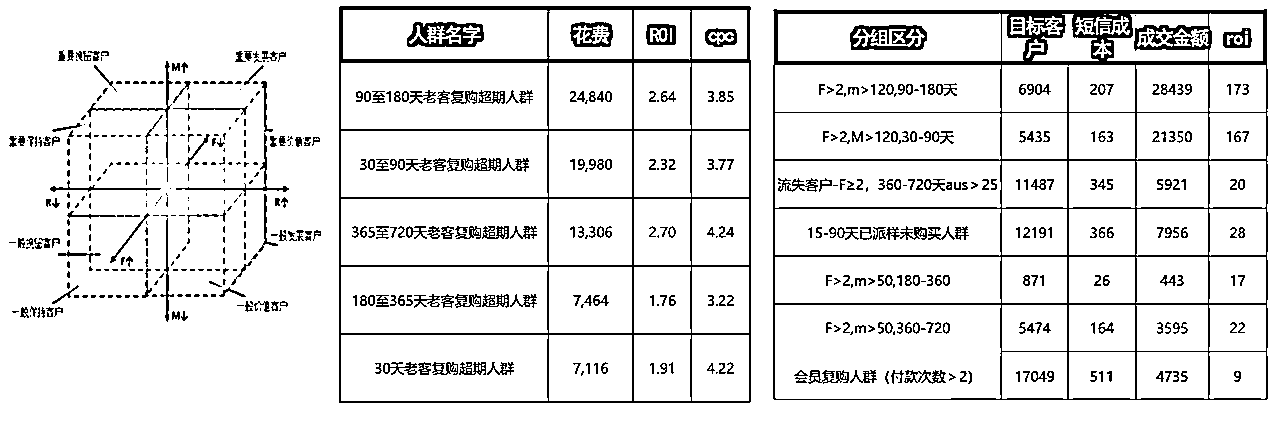 重要挽留客户
重要发展客户
M↑
重要保持客户
F↓
重要价值客户
R↓
R↑
一般挽留客户
F↑
一般发展客户
一般保持客户
M↓
一般价值客户
人群名字 花费 ROI cpc
90至180天老客复购超期人群 24,840 2.64 3.85
30至90天老客复购超期人群 19,980 2.32 3.77
365至720天老客复购超期人群 13,306 2.70 4.24
180至365天老客复购超期人群 7,464 1.76 3.22
30天老客复购超期人群 7,116 1.91 4.22
分组区分 目标客户 短信成本 成交金额 roi
F>2,m>120,90-180天 6904 207 28439 173
F>2,M>120,30-90天 5435 163 21350 167
流失客户-F≥2，360-720天aus＞25 11487 345 5921 20
15-90天已派样未购买人群 12191 366 7956 28
F>2,m>50,180-360 871 26 443 17
F>2,m>50,360-720 5474 164 3595 22
会员复购人群（付款次数＞2） 17049 511 4735 9